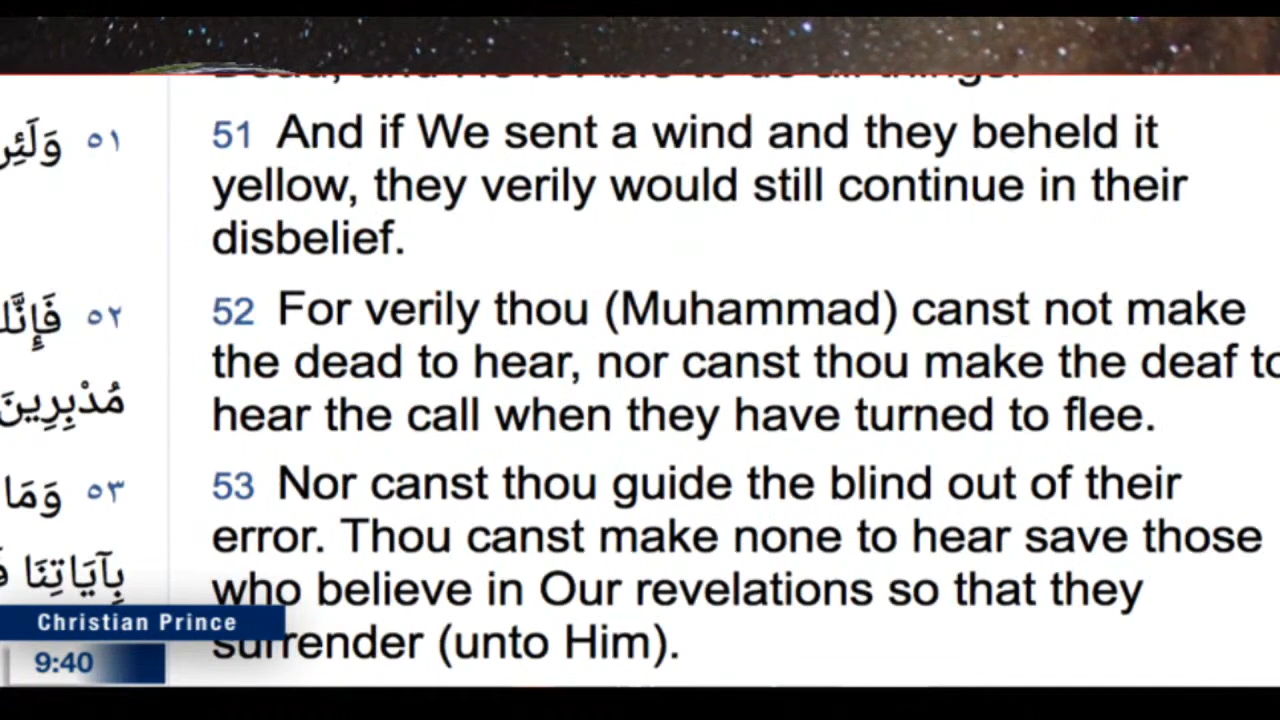 51 And if We sent a wind and they beheld it
yellow, they verily would still continue in their
disbelief.
52 For verily thou (Muhammad) canst not make
the dead to hear, nor canst thou make the deaf to
hear the call when they have turned to flee.
53 Nor canst thou guide the blind out of their
error. Thou canst make none to hear save those
who believe in Our revelations so that they
surrender (unto Him).
٥١ وَلَئِنْ
٥٢
مُدْبِرِينَ
٥٣ وَمَا
بِآيَاتِنَا
Christian Prince
9:40